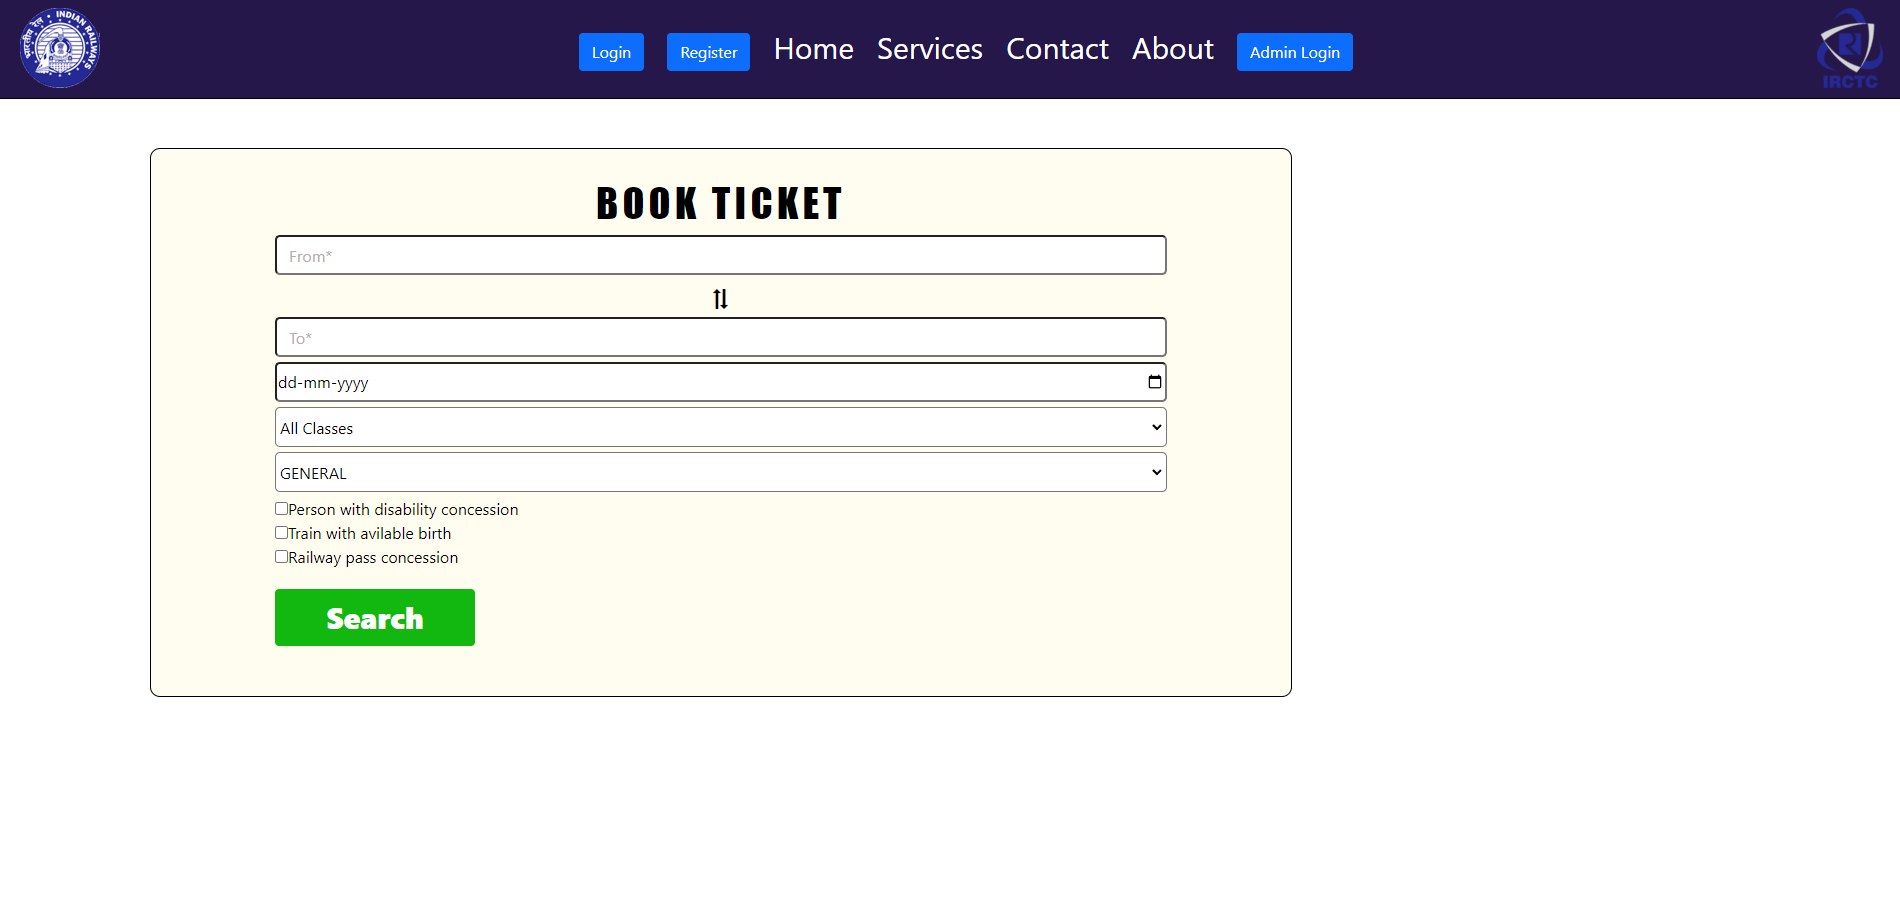 भारतीय रेल • INDIAN RAILWAYS
Login Register Home Services Contact About Admin Login
IRCTC
BOOK TICKET
From*
To*
dd-mm-yyyy
All Classes
GENERAL
Person with disability concession
Train with avilable birth
Railway pass concession
Search